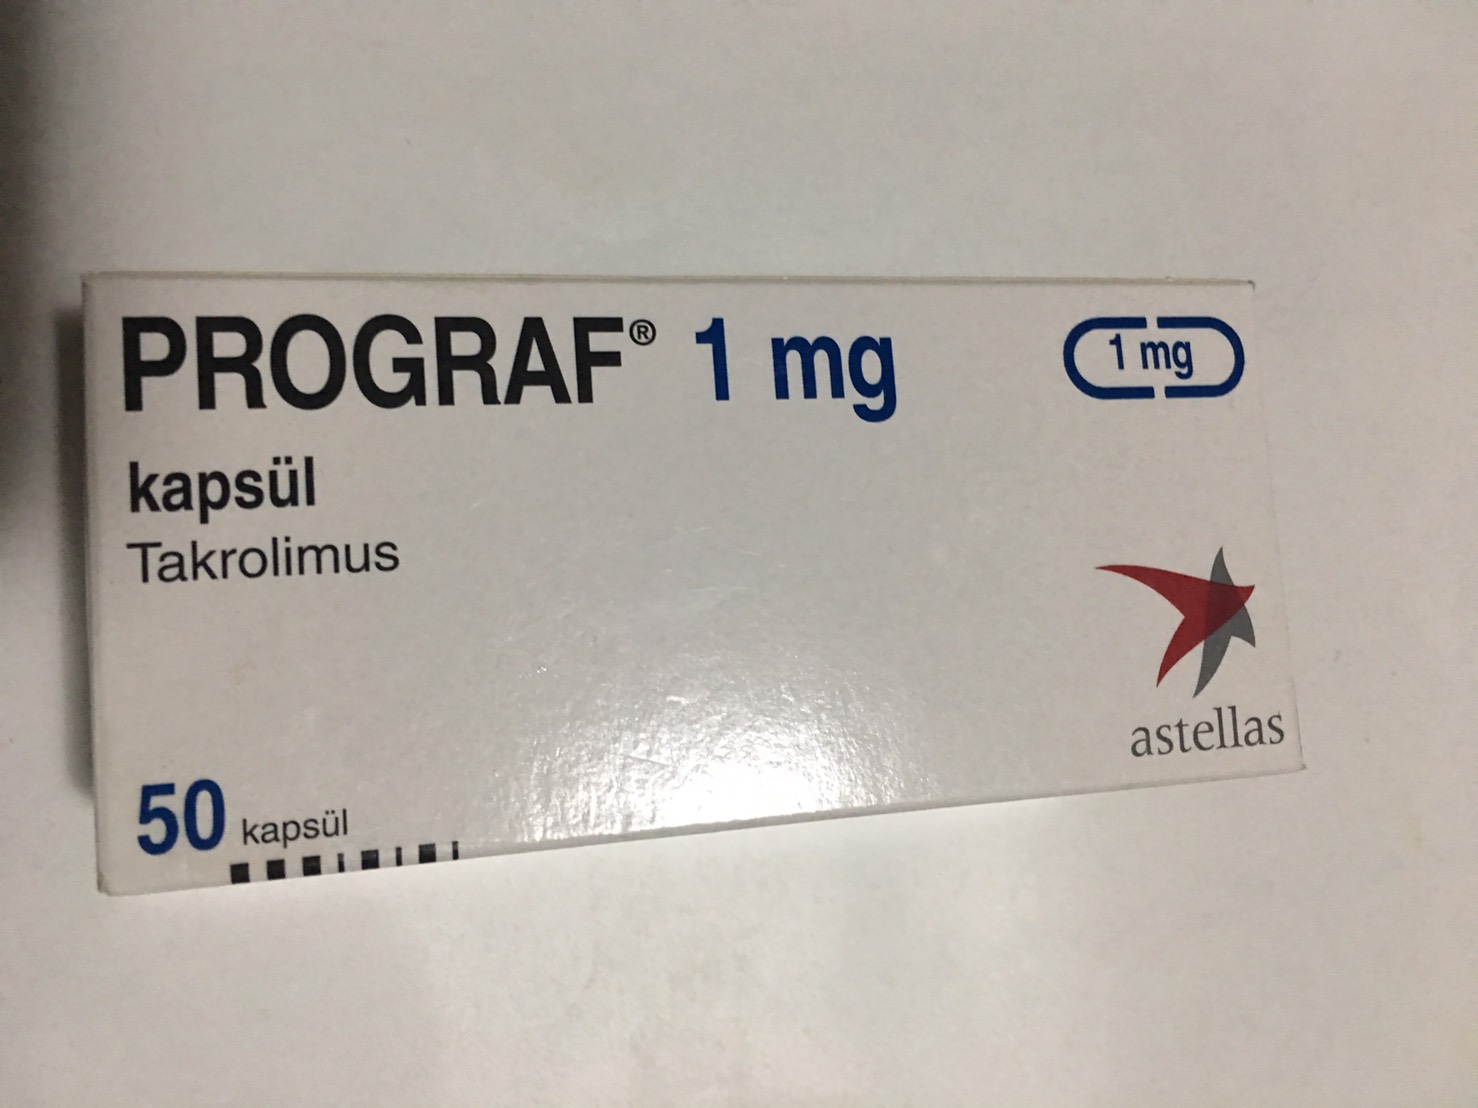 PROGRAF® 1 mg
1 mg
kapsül
Takrolimus
astellas
50 kapsül